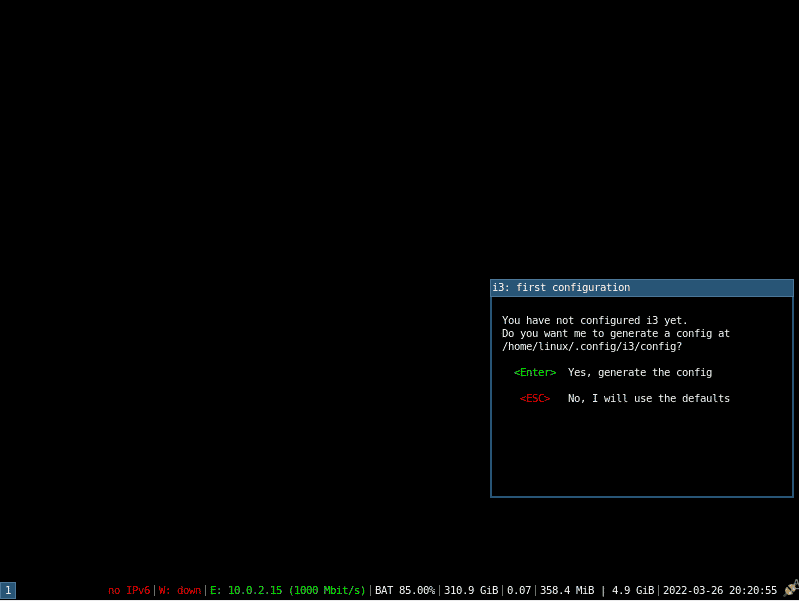 i3: first configuration
You have not configured i3 yet.
Do you want me to generate a config at
/home/linux/.config/i3/config?
<Enter> Yes, generate the config
<ESC> No, I will use the defaults
1 no IPv6|W: down|E: 10.0.2.15 (1000 Mbit/s)|BAT 85.00%|310.9 GiB|0.07|358.4 MiB | 4.9 GiB|2022-03-26 20:20:55